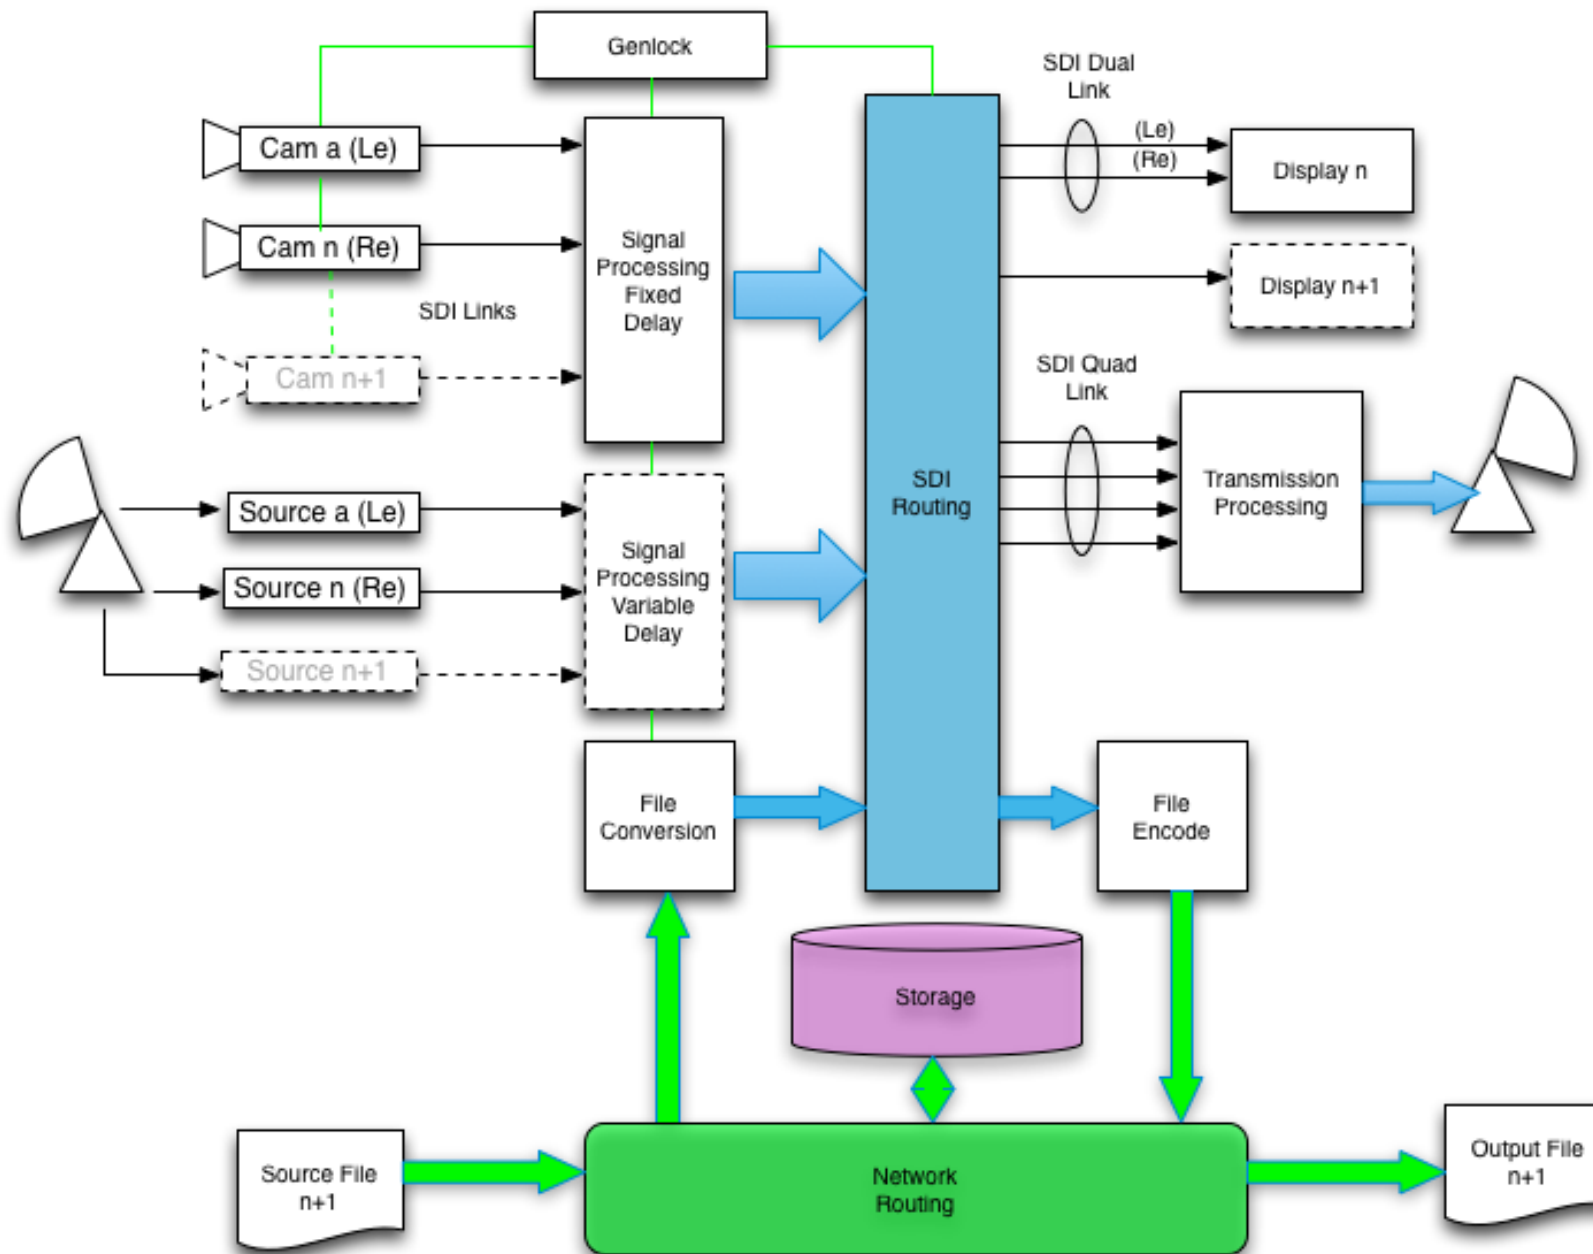 Genlock
SDI Dual
Link
(Le)
(Re)
Cam a (Le)
Display n
Cam n (Re)
Signal
Processing
Fixed
Delay
SDI Links
Display n+1
Cam n+1
SDI Quad
Link
SDI
Routing
Transmission
Processing
Source a (Le)
Source n (Re)
Source n+1
Signal
Processing
Variable
Delay
File
Conversion
File
Encode
Storage
Source File
n+1
Network
Routing
Output File
n+1